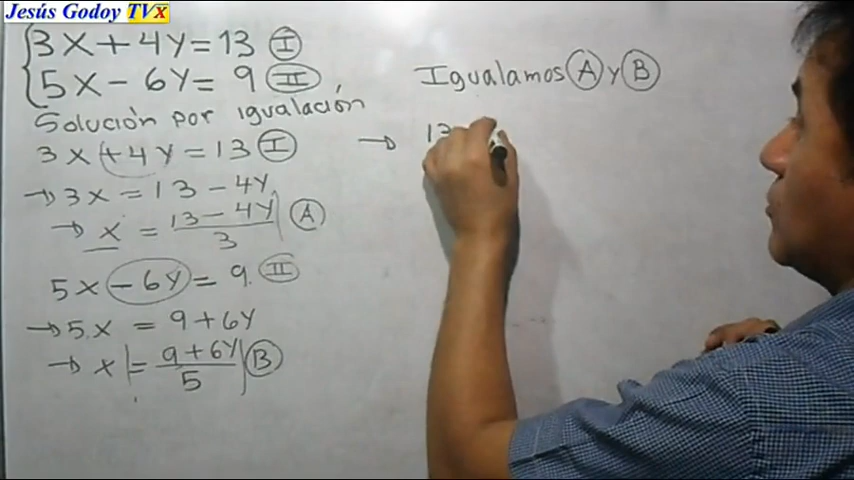 Jesús Godoy TVx
3x + 4y = 13 I
5x - 6y = 9 II
Solución por igualación
3x + 4y = 13 I
→ 3x = 13 - 4y
→ x = 13 - 4y / 3 A
5x - 6y = 9. II
→ 5x = 9 + 6y
→ x = 9 + 6y / 5 B
Igualamos A y B
→ 13